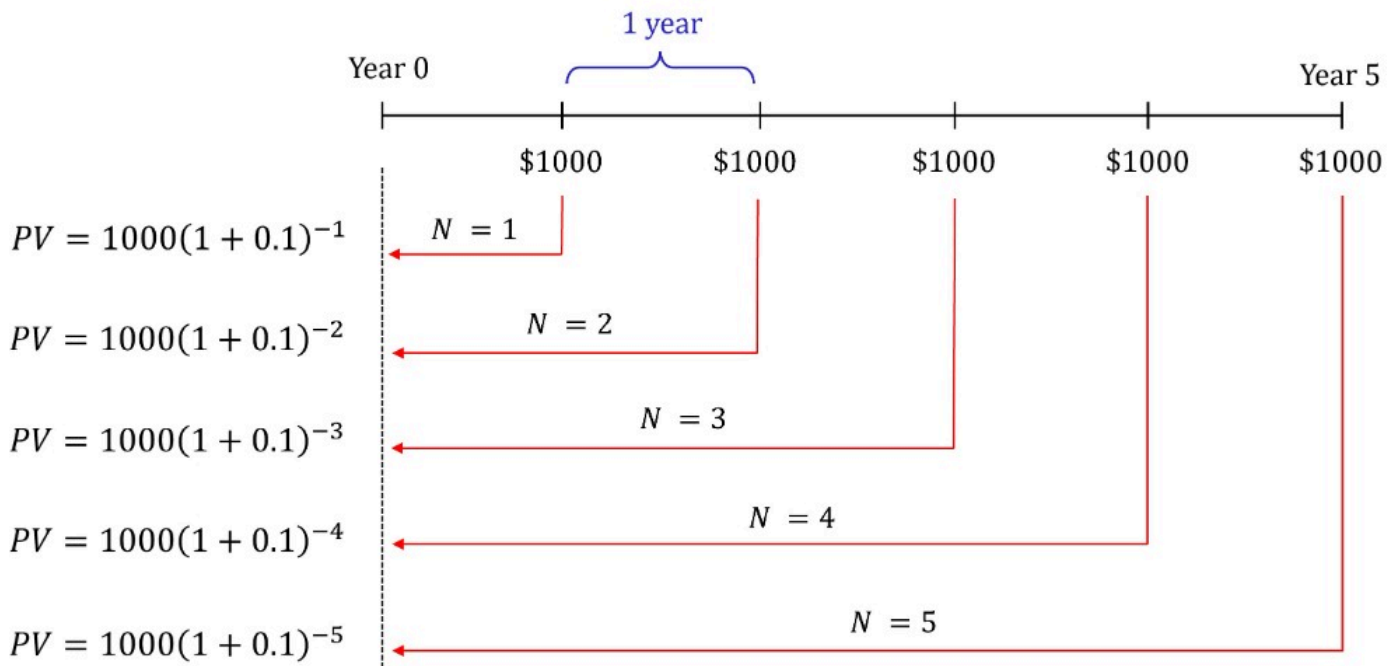 1 year
Year 0
Year 5
$1000 $1000 $1000 $1000 $1000
PV = 1000(1 + 0.1)⁻¹
N = 1
PV = 1000(1 + 0.1)⁻²
N = 2
PV = 1000(1 + 0.1)⁻³
N = 3
PV = 1000(1 + 0.1)⁻⁴
N = 4
PV = 1000(1 + 0.1)⁻⁵
N = 5